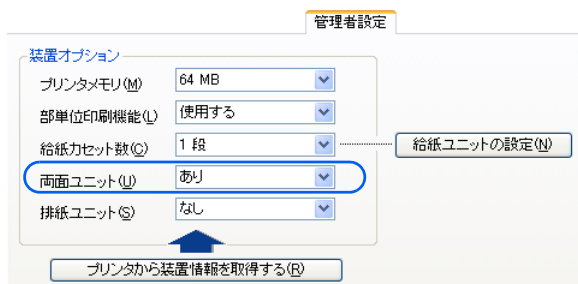 管理者設定
装置オプション
プリンタメモリ(M) 64 MB
部単位印刷機能(L) 使用する
給紙カセット数(C) 1 段 給紙ユニットの設定(N)
両面ユニット(U) あり
排紙ユニット(S) なし
プリンタから装置情報を取得する(R)